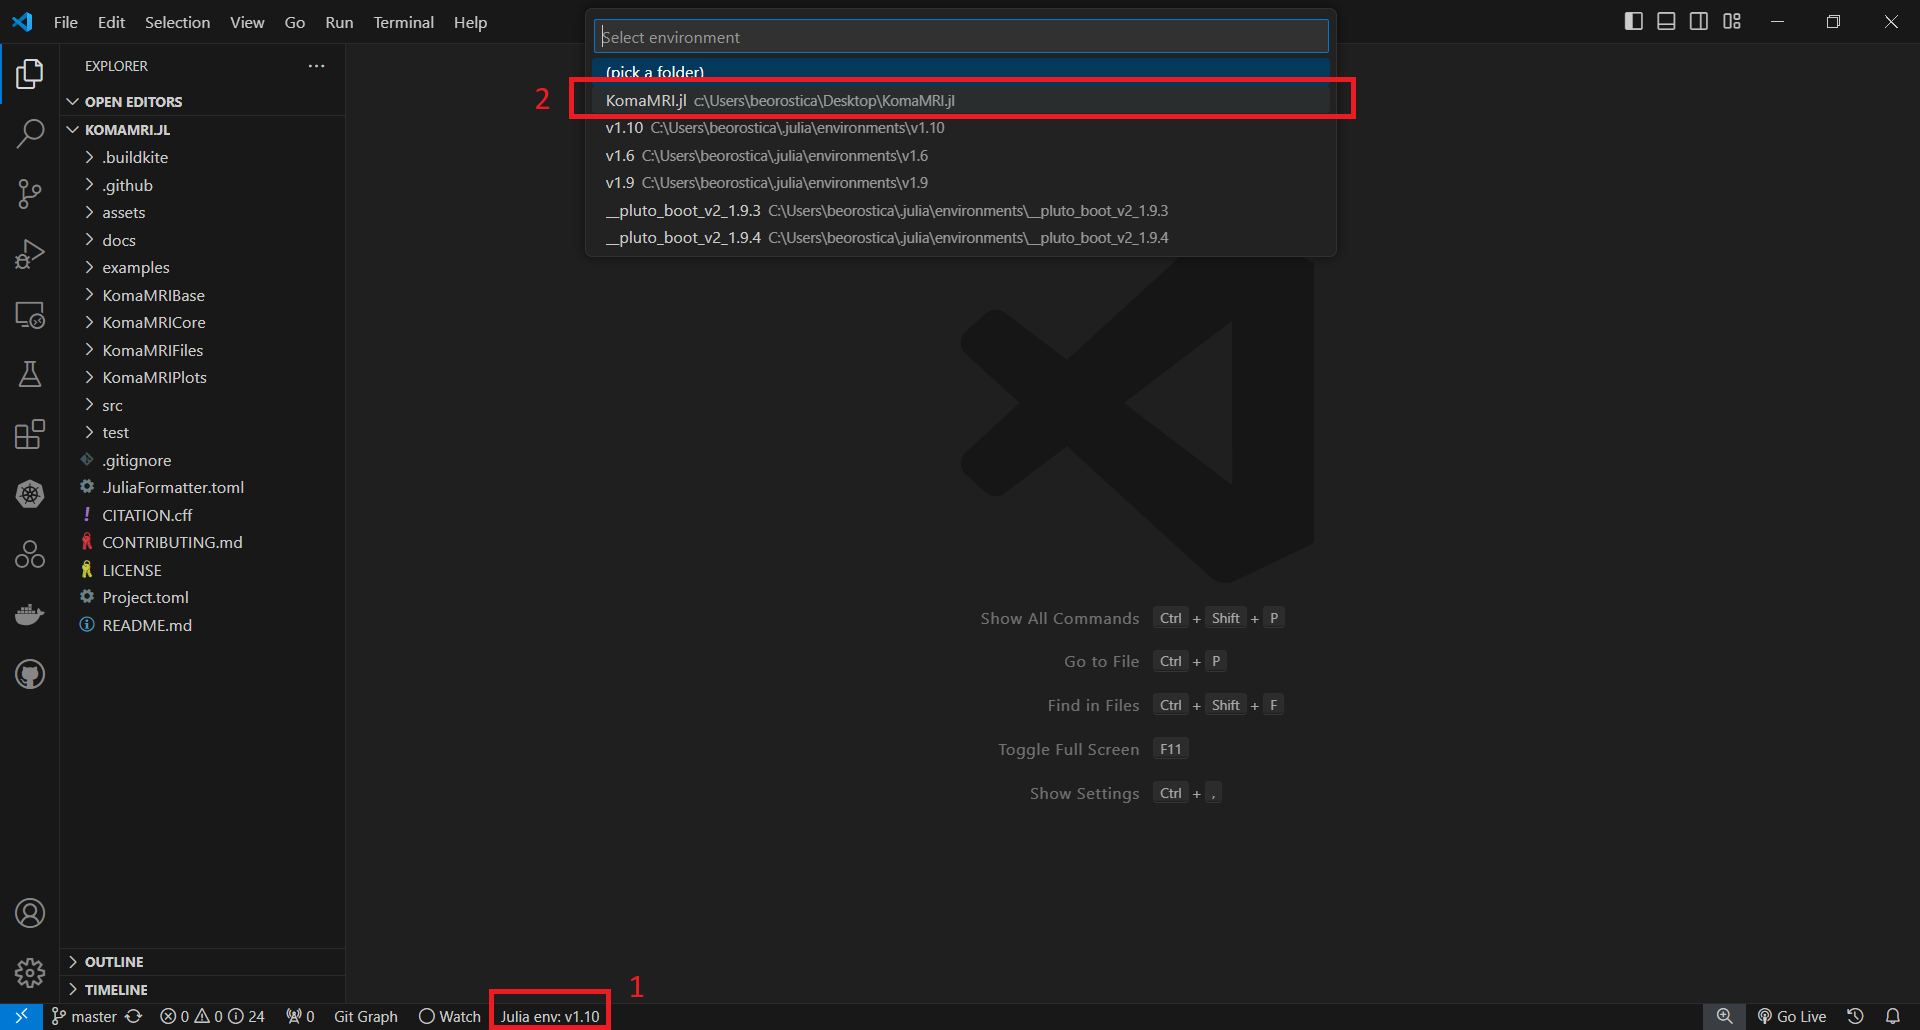 File Edit Selection View Go Run Terminal Help
Select environment
(pick a folder)
2
KomaMRI.jl c:\Users\beorostica\Desktop\KomaMRI.jl
v1.10 C:\Users\beorostica\.julia\environments\v1.10
v1.6 C:\Users\beorostica\.julia\environments\v1.6
v1.9 C:\Users\beorostica\.julia\environments\v1.9
__pluto_boot_v2_1.9.3 C:\Users\beorostica\.julia\environments\__pluto_boot_v2_1.9.3
__pluto_boot_v2_1.9.4 C:\Users\beorostica\.julia\environments\__pluto_boot_v2_1.9.4
EXPLORER
OPEN EDITORS
KOMAMRI.JL
.buildkite
.github
assets
docs
examples
KomaMRIBase
KomaMRICore
KomaMRIFiles
KomaMRIPlots
src
test
.gitignore
.JuliaFormatter.toml
CITATION.cff
CONTRIBUTING.md
LICENSE
Project.toml
README.md
Show All Commands Ctrl + Shift + P
Go to File Ctrl + P
Find in Files Ctrl + Shift + F
Toggle Full Screen F11
Show Settings Ctrl + ,
OUTLINE
TIMELINE
1
master 0 0 24 0 Git Graph Watch Julia env: v1.10 Go Live